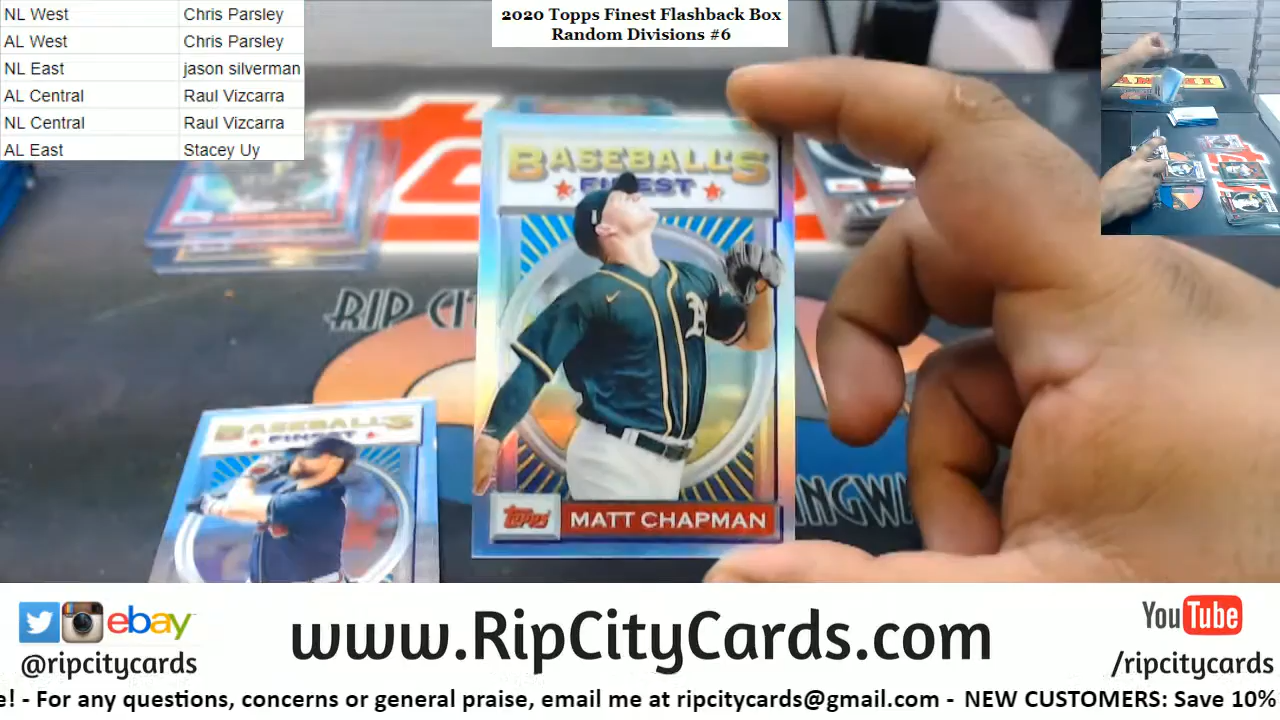 NL West Chris Parsley
AL West Chris Parsley
NL East jason silverman
AL Central Raul Vizcarra
NL Central Raul Vizcarra
AL East Stacey Uy
2020 Topps Finest Flashback Box
Random Divisions #6
BASEBALL'S
FINEST
A
Topps
MATT CHAPMAN
BASEBALL'S
FINEST
RIP CI
INGW
ebay
@ripcitycards
www.RipCityCards.com
YouTube
/ripcitycards
e! - For any questions, concerns or general praise, email me at ripcitycards@gmail.com - NEW CUSTOMERS: Save 10%